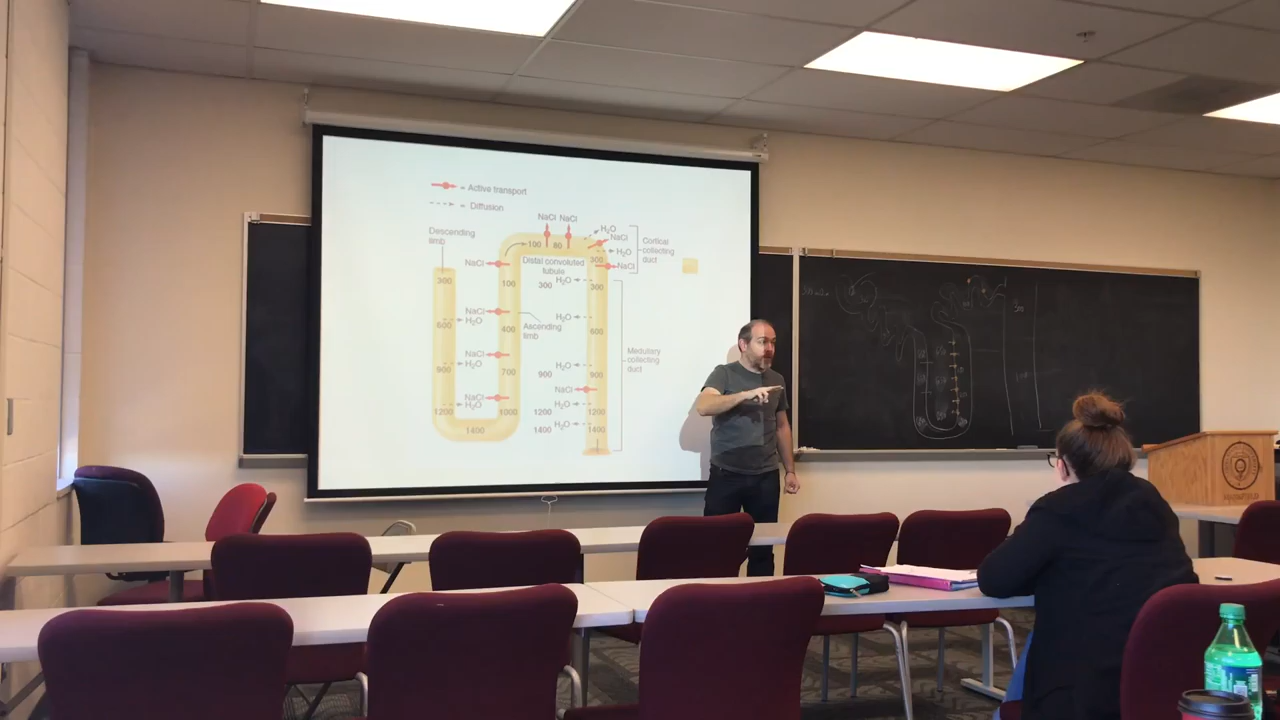 = Active transport
= Diffusion
NaCl NaCl
H₂O
NaCl
Descending
limb
100
80
H₂O
Cortical
collecting
duct
NaCl
Distal convoluted
tubule
300
NaCl
300
100
300
H₂O
300
NaCl
H₂O
600
400
Ascending
limb
H₂O
600
NaCl
H₂O
900
700
900
H₂O
900
Medullary
collecting
duct
NaCl
NaCl
H₂O
1200
1000
1200
H₂O
1200
1400
1400
H₂O
1400
300